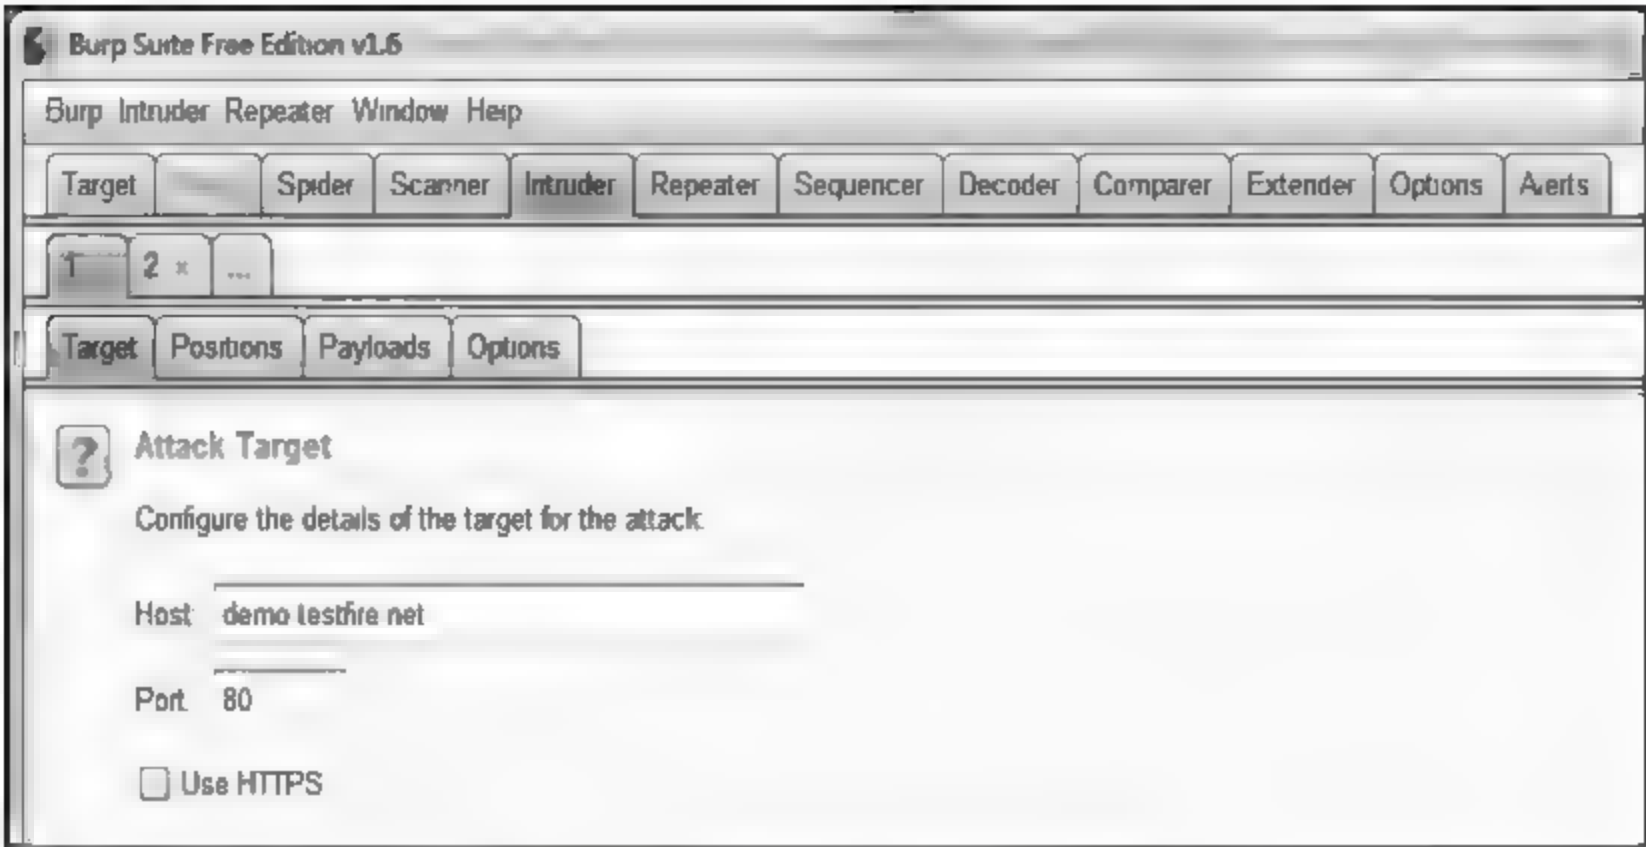 Burp Suite Free Edition v1.6
Burp Intruder Repeater Window Help
Target Spider Scanner Intruder Repeater Sequencer Decoder Comparer Extender Options Alerts
1 2 × ...
Target Positions Payloads Options
? Attack Target
Configure the details of the target for the attack.
Host: demo testfire net
Port: 80
Use HTTPS